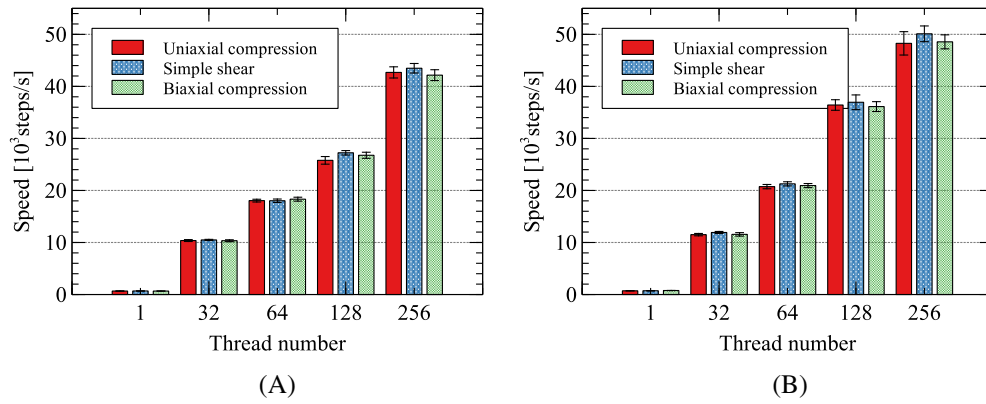 50
40
30
20
10
0
Speed [10³steps/s]
Uniaxial compression
Simple shear
Biaxial compression
1 32 64 128 256
Thread number
(A)
50
40
30
20
10
0
Speed [10³steps/s]
Uniaxial compression
Simple shear
Biaxial compression
1 32 64 128 256
Thread number
(B)